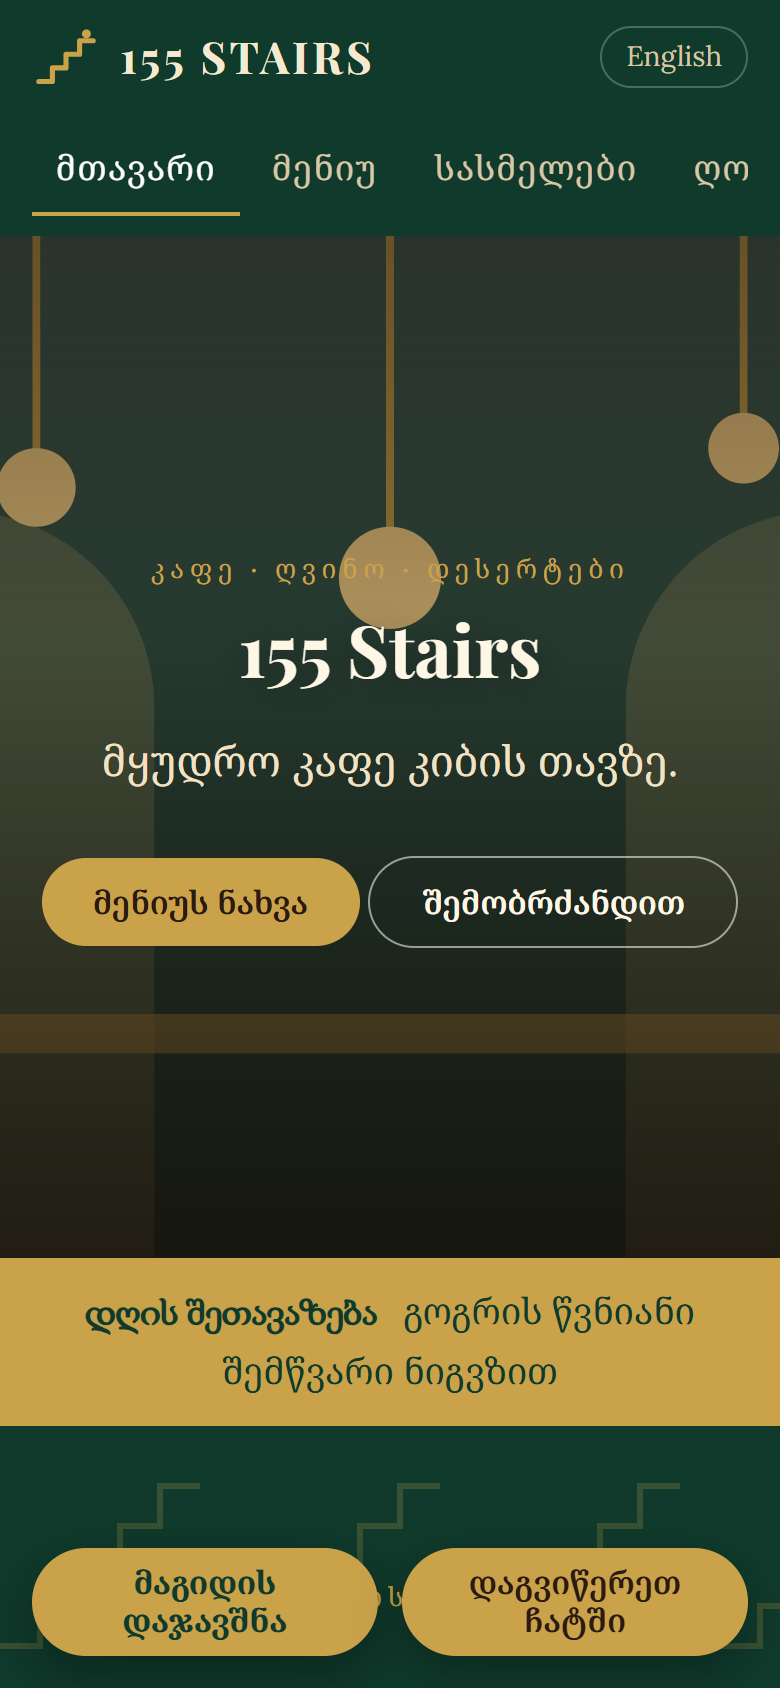 155 STAIRS
English
მთავარი მენიუ სასმელები ღო
კაფე · ღვინო · დესერტები
155 Stairs
მყუდრო კაფე კიბის თავზე.
მენიუს ნახვა შემობრძანდით
დღის შეთავაზება გოგრის წვნიანი
შემწვარი ნიგვზით
მაგიდის
დაჯავშნა
დაგვიწერეთ
ჩატში